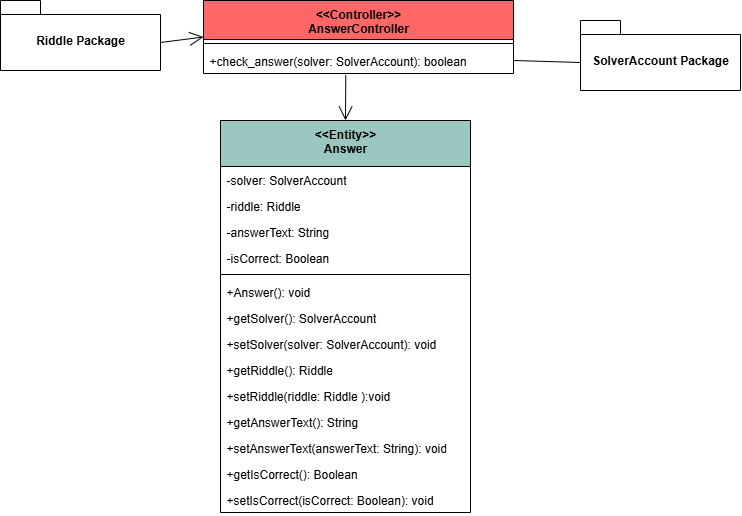 Riddle Package
<<Controller>>
AnswerController
+check_answer(solver: SolverAccount): boolean
SolverAccount Package
<<Entity>>
Answer
-solver: SolverAccount
-riddle: Riddle
-answerText: String
-isCorrect: Boolean
+Answer(): void
+getSolver(): SolverAccount
+setSolver(solver: SolverAccount): void
+getRiddle(): Riddle
+setRiddle(riddle: Riddle ):void
+getAnswerText(): String
+setAnswerText(answerText: String): void
+getIsCorrect(): Boolean
+setIsCorrect(isCorrect: Boolean): void